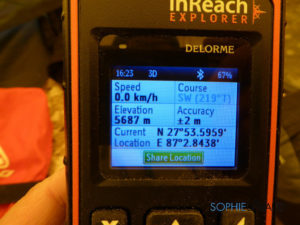 inReach
EXPLORER
DELORME
16:23 3D 67%
Speed Course
0.0 km/h SW (219°T)
Elevation Accuracy
5687 m ±2 m
Current N 27°53.5959'
Location E 87°2.8438'
Share Location
SOPHIE